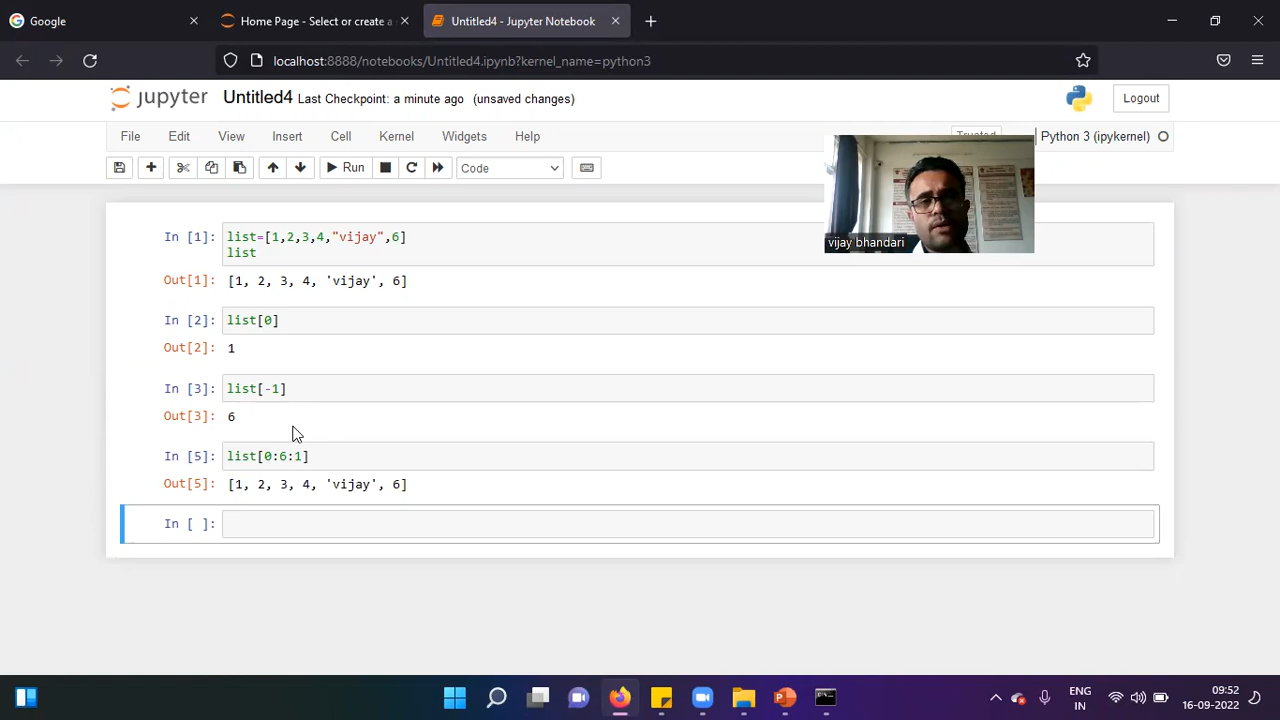 Google
Home Page - Select or create a
Untitled4 - Jupyter Notebook
localhost:8888/notebooks/Untitled4.ipynb?kernel_name=python3
jupyter Untitled4 Last Checkpoint: a minute ago (unsaved changes)
Logout
File Edit View Insert Cell Kernel Widgets Help
Trusted
Python 3 (ipykernel)
Run
Code
vijay bhandari
In [1]: list=[1,2,3,4,"vijay",6]
list
Out[1]: [1, 2, 3, 4, 'vijay', 6]
In [2]: list[0]
Out[2]: 1
In [3]: list[-1]
Out[3]: 6
In [5]: list[0:6:1]
Out[5]: [1, 2, 3, 4, 'vijay', 6]
In [ ]:
ENG
IN
09:52
16-09-2022